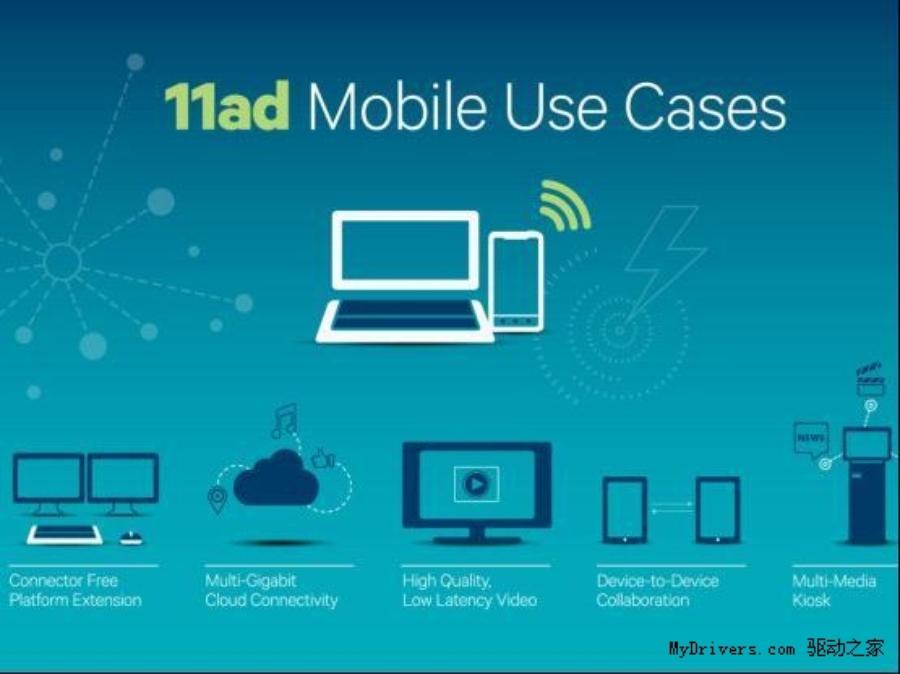 11ad Mobile Use Cases
NEWS
Connector Free
Platform Extension
Multi-Gigabit
Cloud Connectivity
High Quality,
Low Latency Video
Device-to-Device
Collaboration
Multi-Media
Kiosk
MyDrivers.com 驱动之家